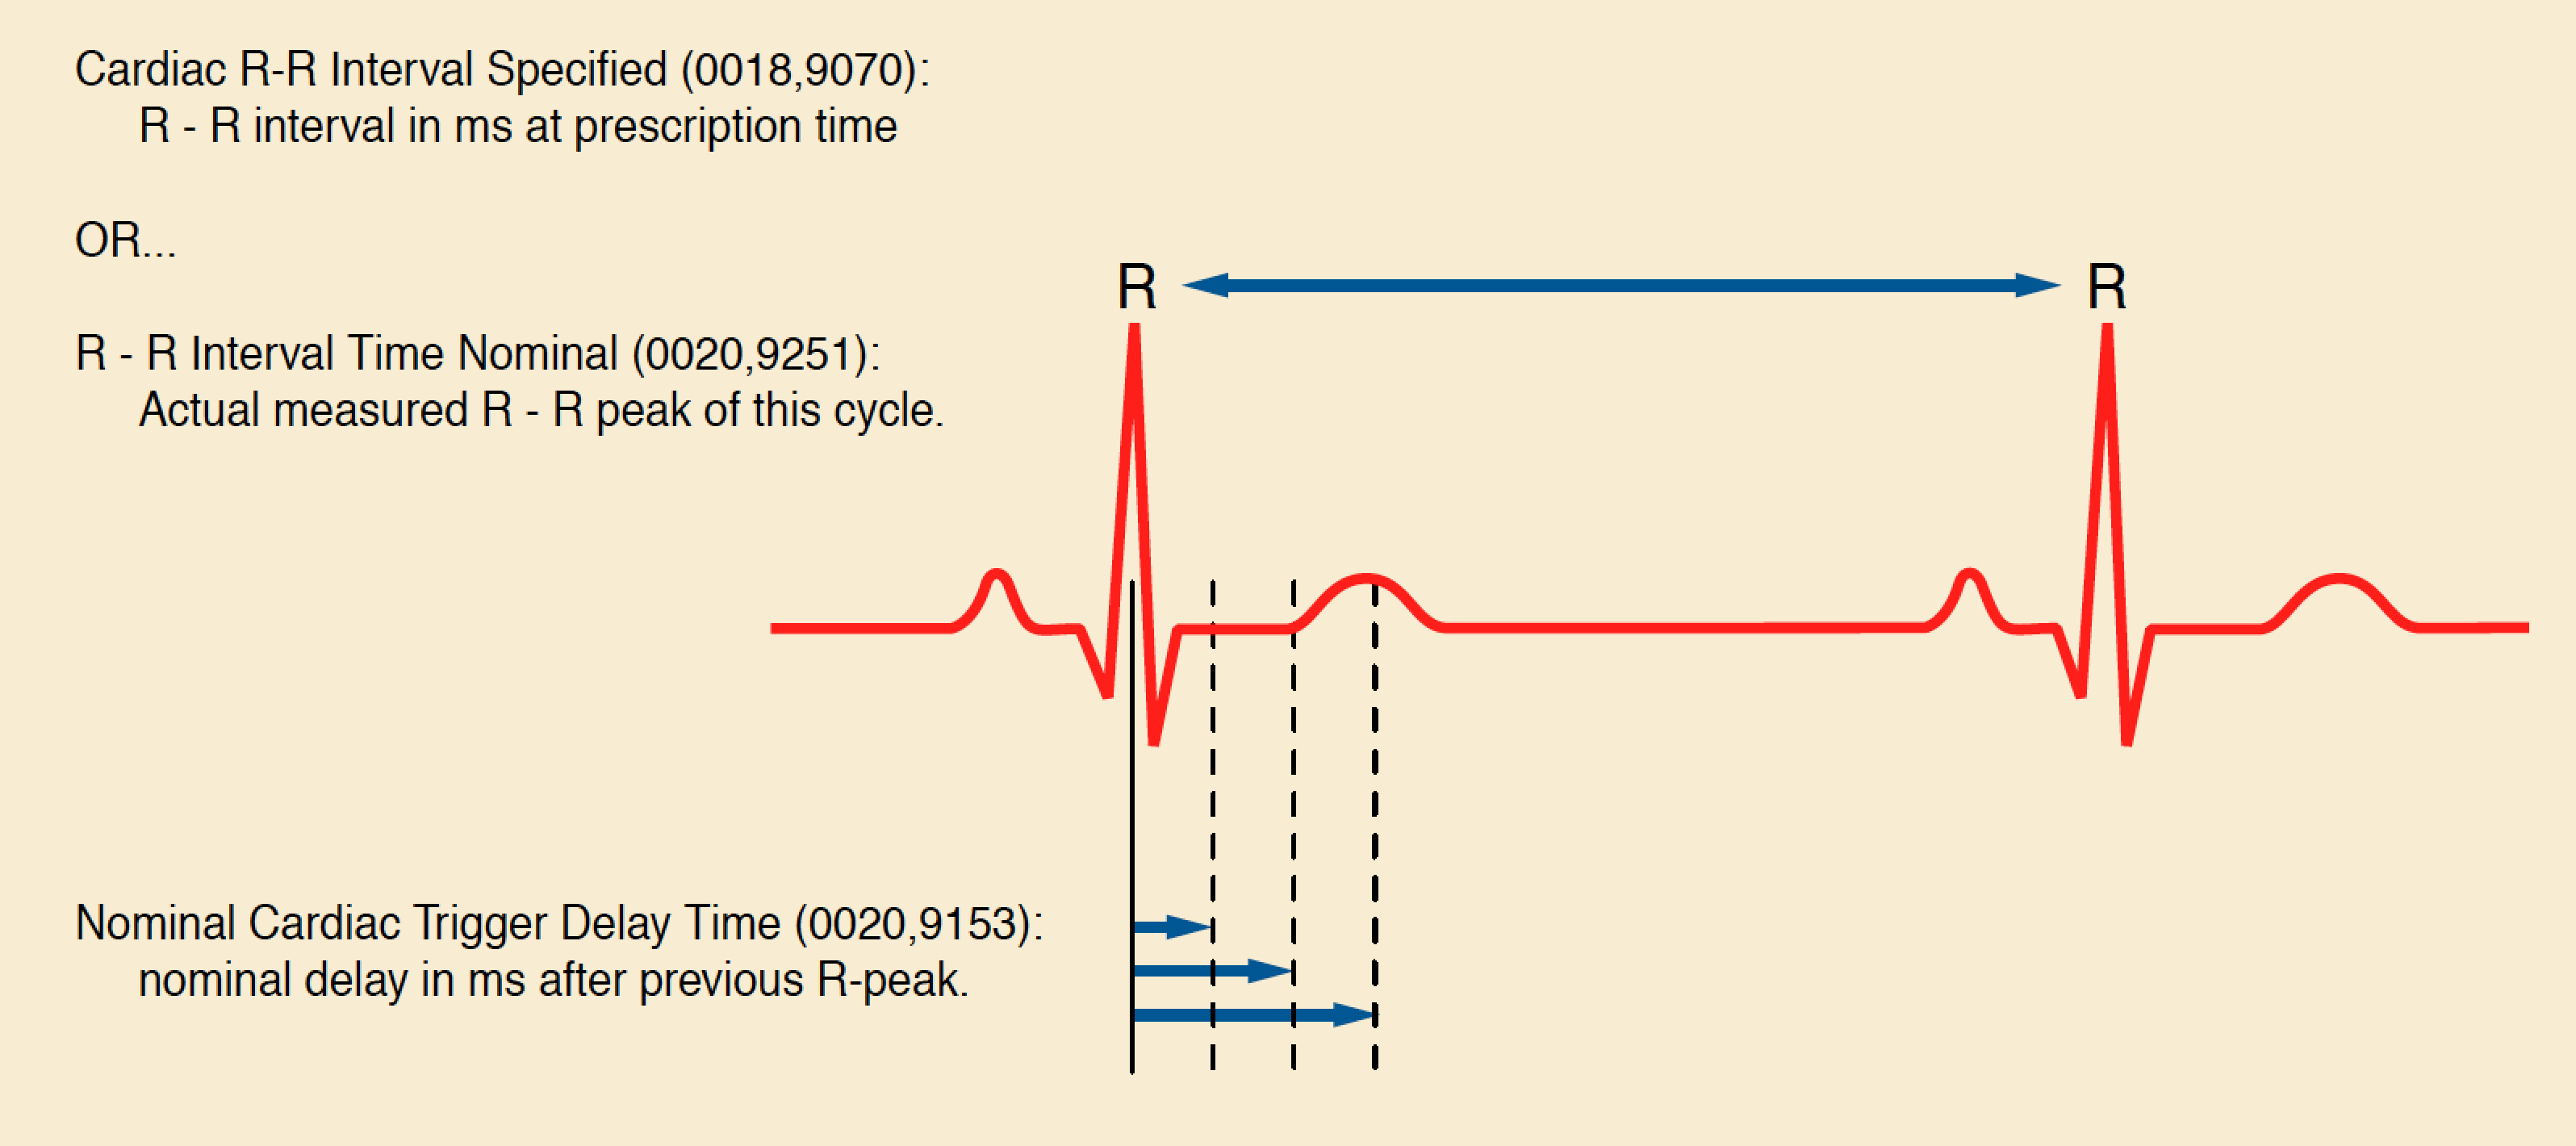 Cardiac R-R Interval Specified (0018,9070):
R - R interval in ms at prescription time
OR...
R R
R - R Interval Time Nominal (0020,9251):
Actual measured R - R peak of this cycle.
Nominal Cardiac Trigger Delay Time (0020,9153):
nominal delay in ms after previous R-peak.